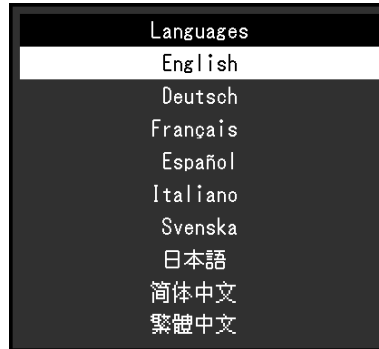 Languages
English
Deutsch
Français
Español
Italiano
Svenska
日本語
简体中文
繁體中文